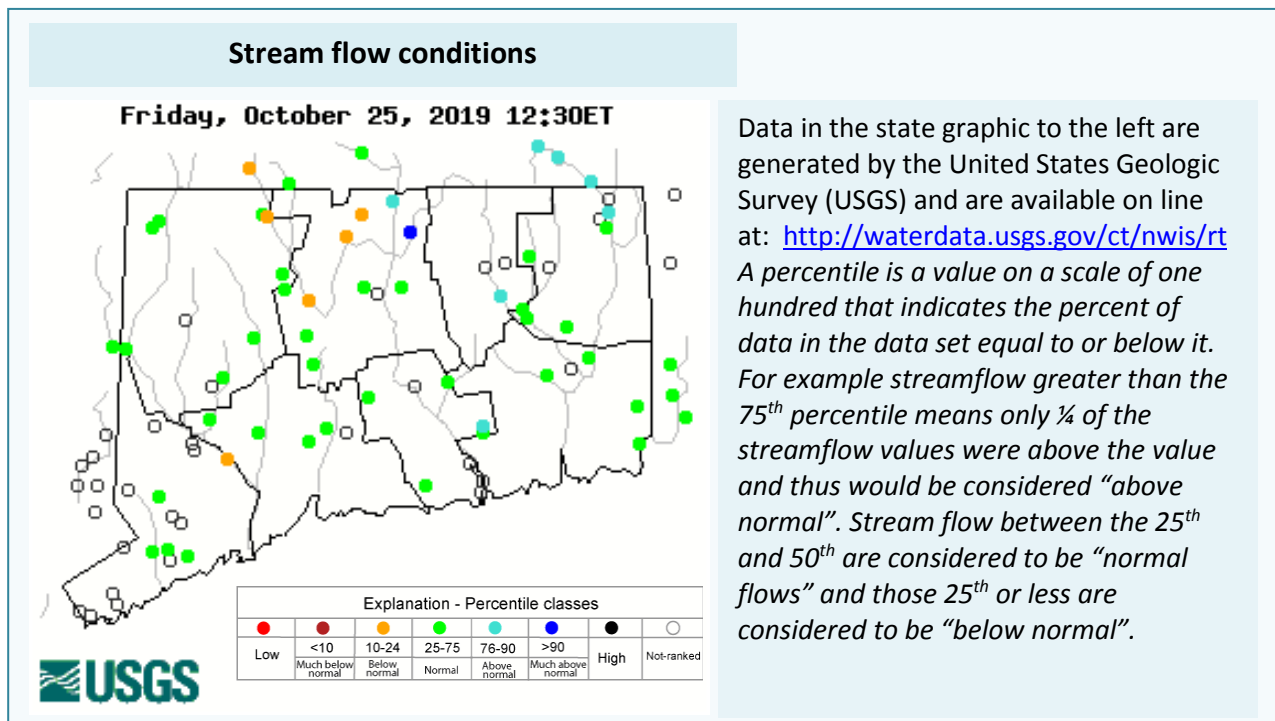 Stream flow conditions
Friday, October 25, 2019 12:30ET
Data in the state graphic to the left are
generated by the United States Geologic
Survey (USGS) and are available on line
at: http://waterdata.usgs.gov/ct/nwis/rt
A percentile is a value on a scale of one
hundred that indicates the percent of
data in the data set equal to or below it.
For example streamflow greater than the
75th percentile means only ¼ of the
streamflow values were above the value
and thus would be considered “above
normal”. Stream flow between the 25th
and 50th are considered to be “normal
flows” and those 25th or less are
considered to be “below normal”.
Explanation - Percentile classes
Low
<10
Much below
normal
10-24
Below
normal
25-75
Normal
76-90
Above
normal
>90
Much above
normal
High
Not-ranked
USGS